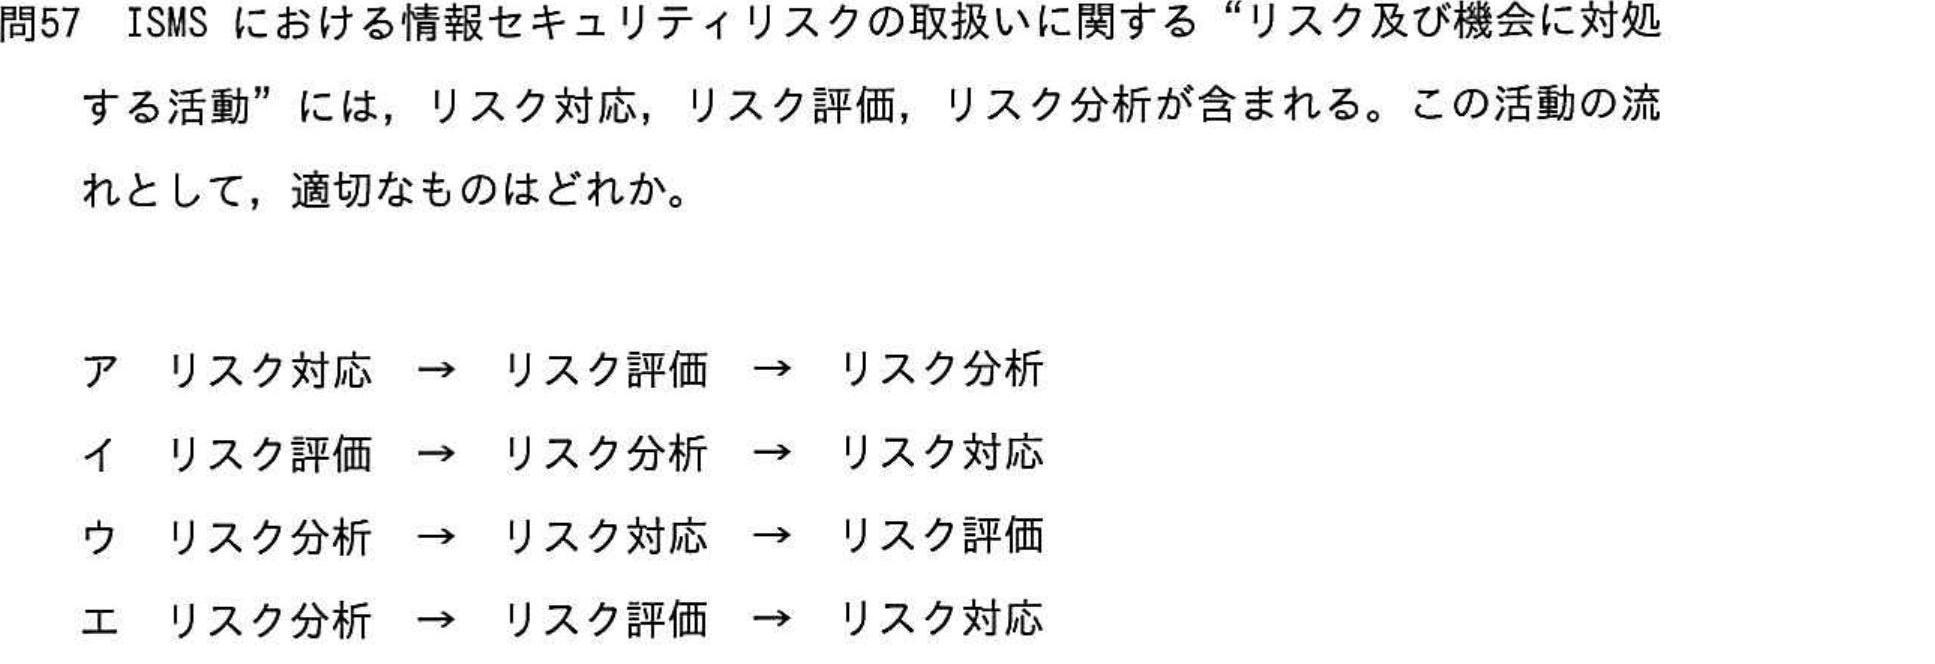 問57 ISMS における情報セキュリティリスクの取扱いに関する“リスク及び機会に対処
する活動”には，リスク対応，リスク評価，リスク分析が含まれる。この活動の流
れとして，適切なものはどれか。
ア リスク対応 → リスク評価 → リスク分析
イ リスク評価 → リスク分析 → リスク対応
ウ リスク分析 → リスク対応 → リスク評価
エ リスク分析 → リスク評価 → リスク対応